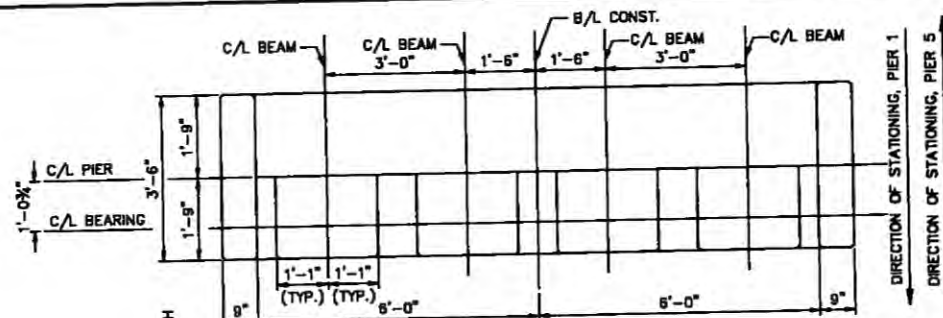 B/L CONST.
C/L BEAM
C/L BEAM
C/L BEAM
C/L BEAM
3'-0"
1'-6"
1'-6"
3'-0"
1'-9"
3'-6"
C/L PIER
1'-0¾"
C/L BEARING
1'-9"
1'-1"
1'-1"
(TYP.)
(TYP.)
9"
6'-0"
6'-0"
9"
H
DIRECTION OF STATIONING, PIER 1
DIRECTION OF STATIONING, PIER 5